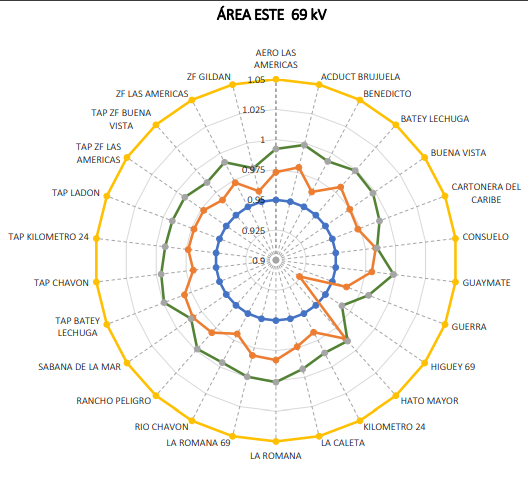 ÁREA ESTE 69 kV
AERO LAS
AMERICAS
ZF GILDAN
1.05
ACDUCT BRUJUELA
ZF LAS AMERICAS
BENEDICTO
TAP ZF BUENA
VISTA
1.025
BATEY LECHUGA
TAP ZF LAS
AMERICAS
1
BUENA VISTA
0.975
TAP LADON
0.95
CARTONERA DEL
CARIBE
0.925
TAP KILOMETRO 24
CONSUELO
0.9
TAP CHAVON
GUAYMATE
TAP BATEY
LECHUGA
GUERRA
SABANA DE LA MAR
HIGUEY 69
RANCHO PELIGRO
HATO MAYOR
RIO CHAVON
KILOMETRO 24
LA ROMANA 69
LA CALETA
LA ROMANA